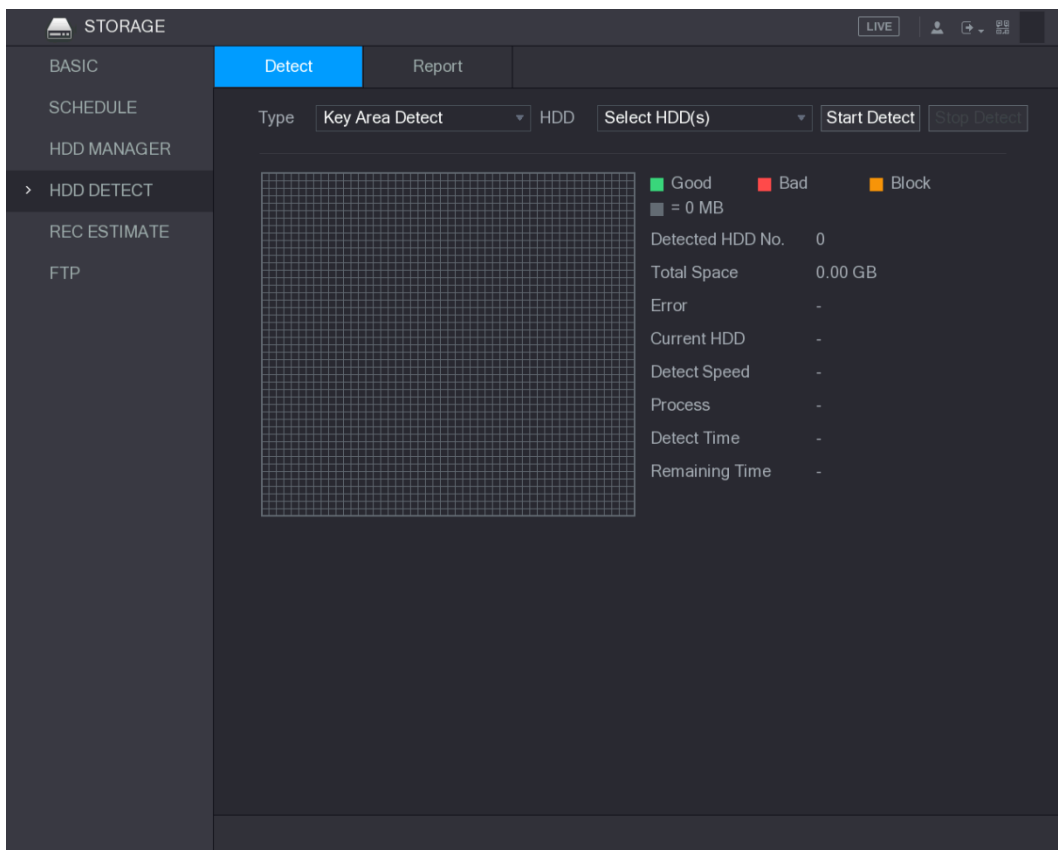 STORAGE LIVE
BASIC Detect Report
SCHEDULE Type Key Area Detect HDD Select HDD(s) Start Detect Stop Detect
HDD MANAGER
> HDD DETECT Good Bad Block
= 0 MB
REC ESTIMATE Detected HDD No. 0
FTP Total Space 0.00 GB
Error -
Current HDD -
Detect Speed -
Process -
Detect Time -
Remaining Time -